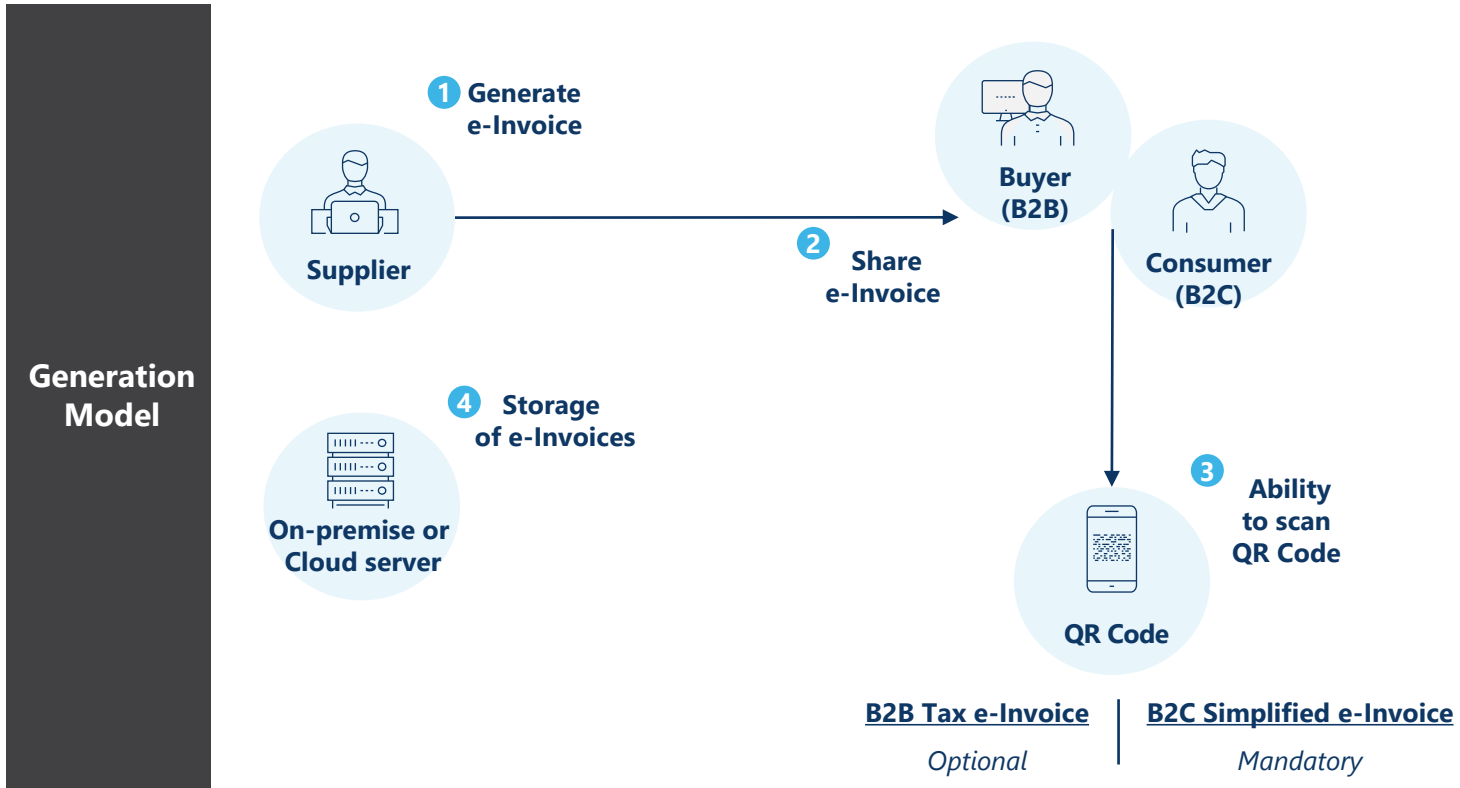 Generation
Model
1 Generate
e-Invoice
Supplier
2 Share
e-Invoice
Buyer
(B2B)
Consumer
(B2C)
3 Ability
to scan
QR Code
QR Code
B2B Tax e-Invoice
Optional
B2C Simplified e-Invoice
Mandatory
4 Storage
of e-Invoices
On-premise or
Cloud server